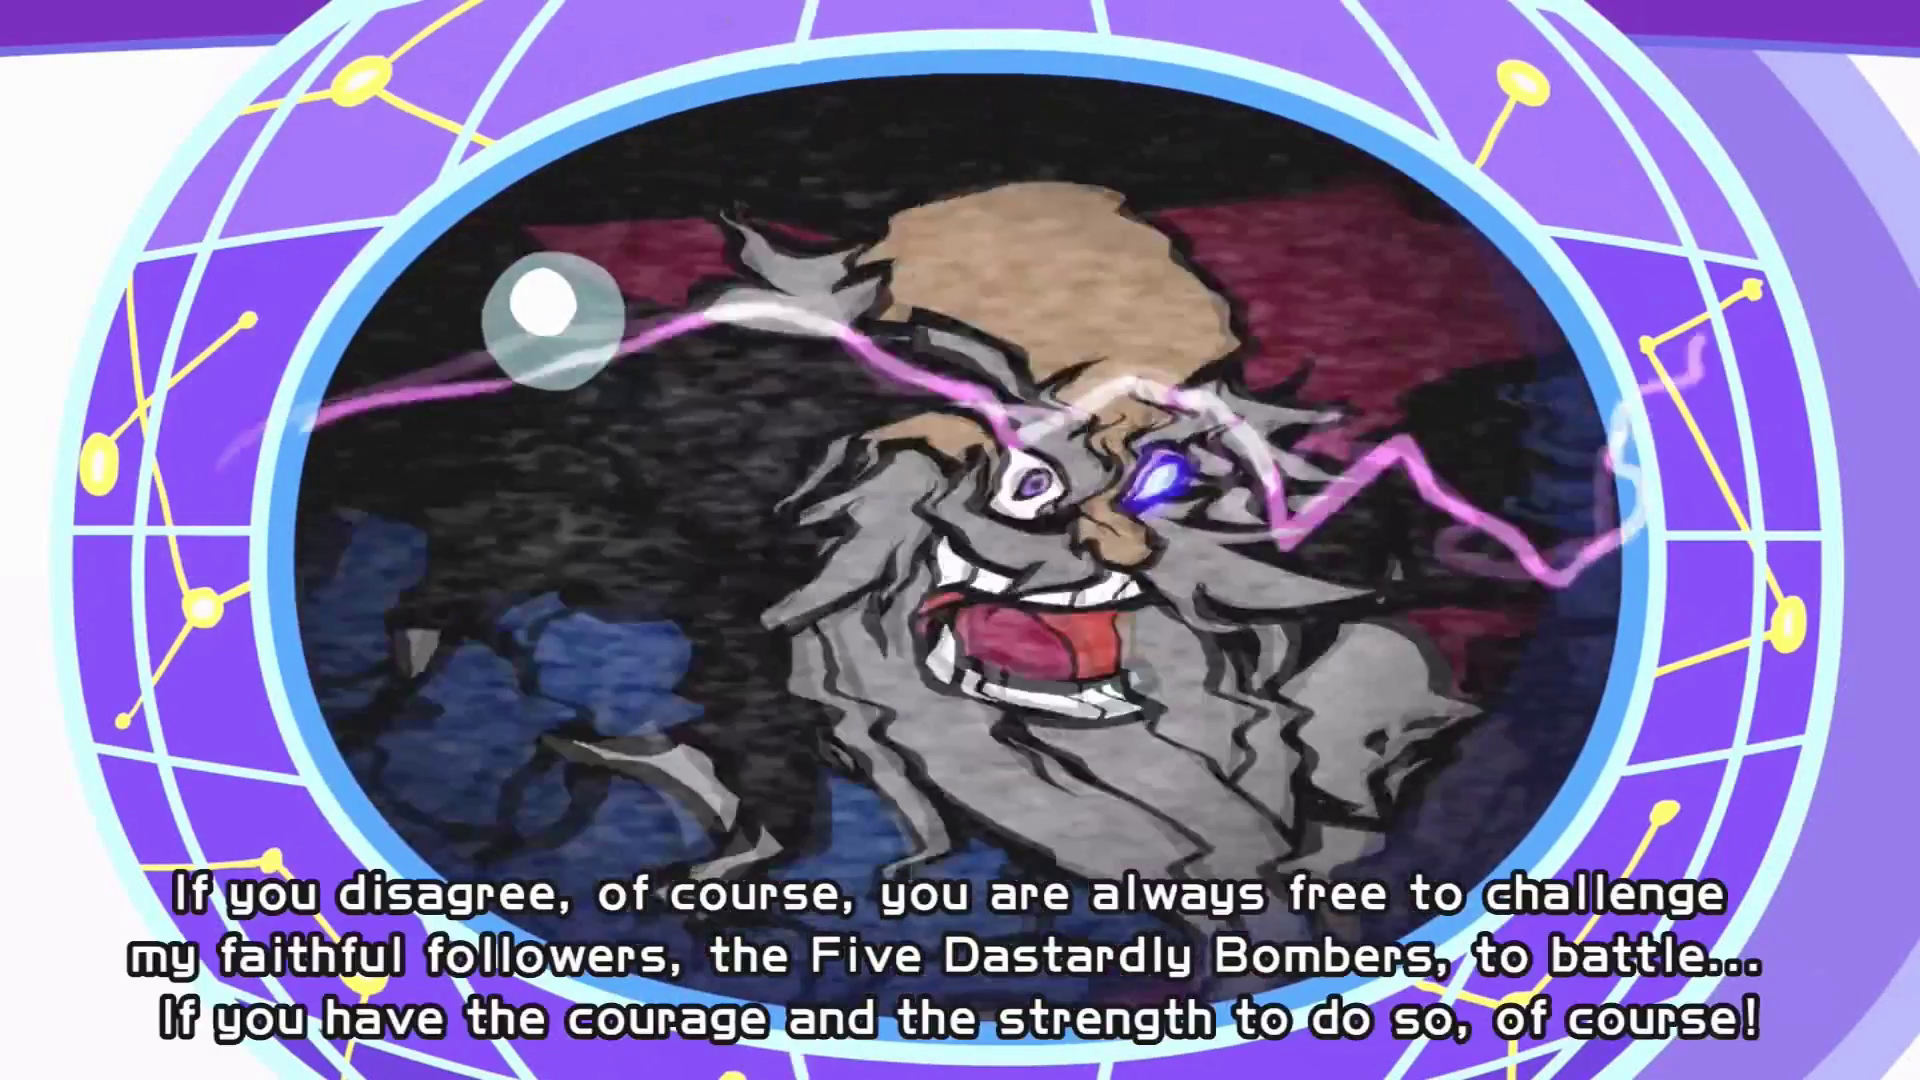 If you disagree, of course, you are always free to challenge
my faithful followers, the Five Dastardly Bombers, to battle...
If you have the courage and the strength to do so, of course!